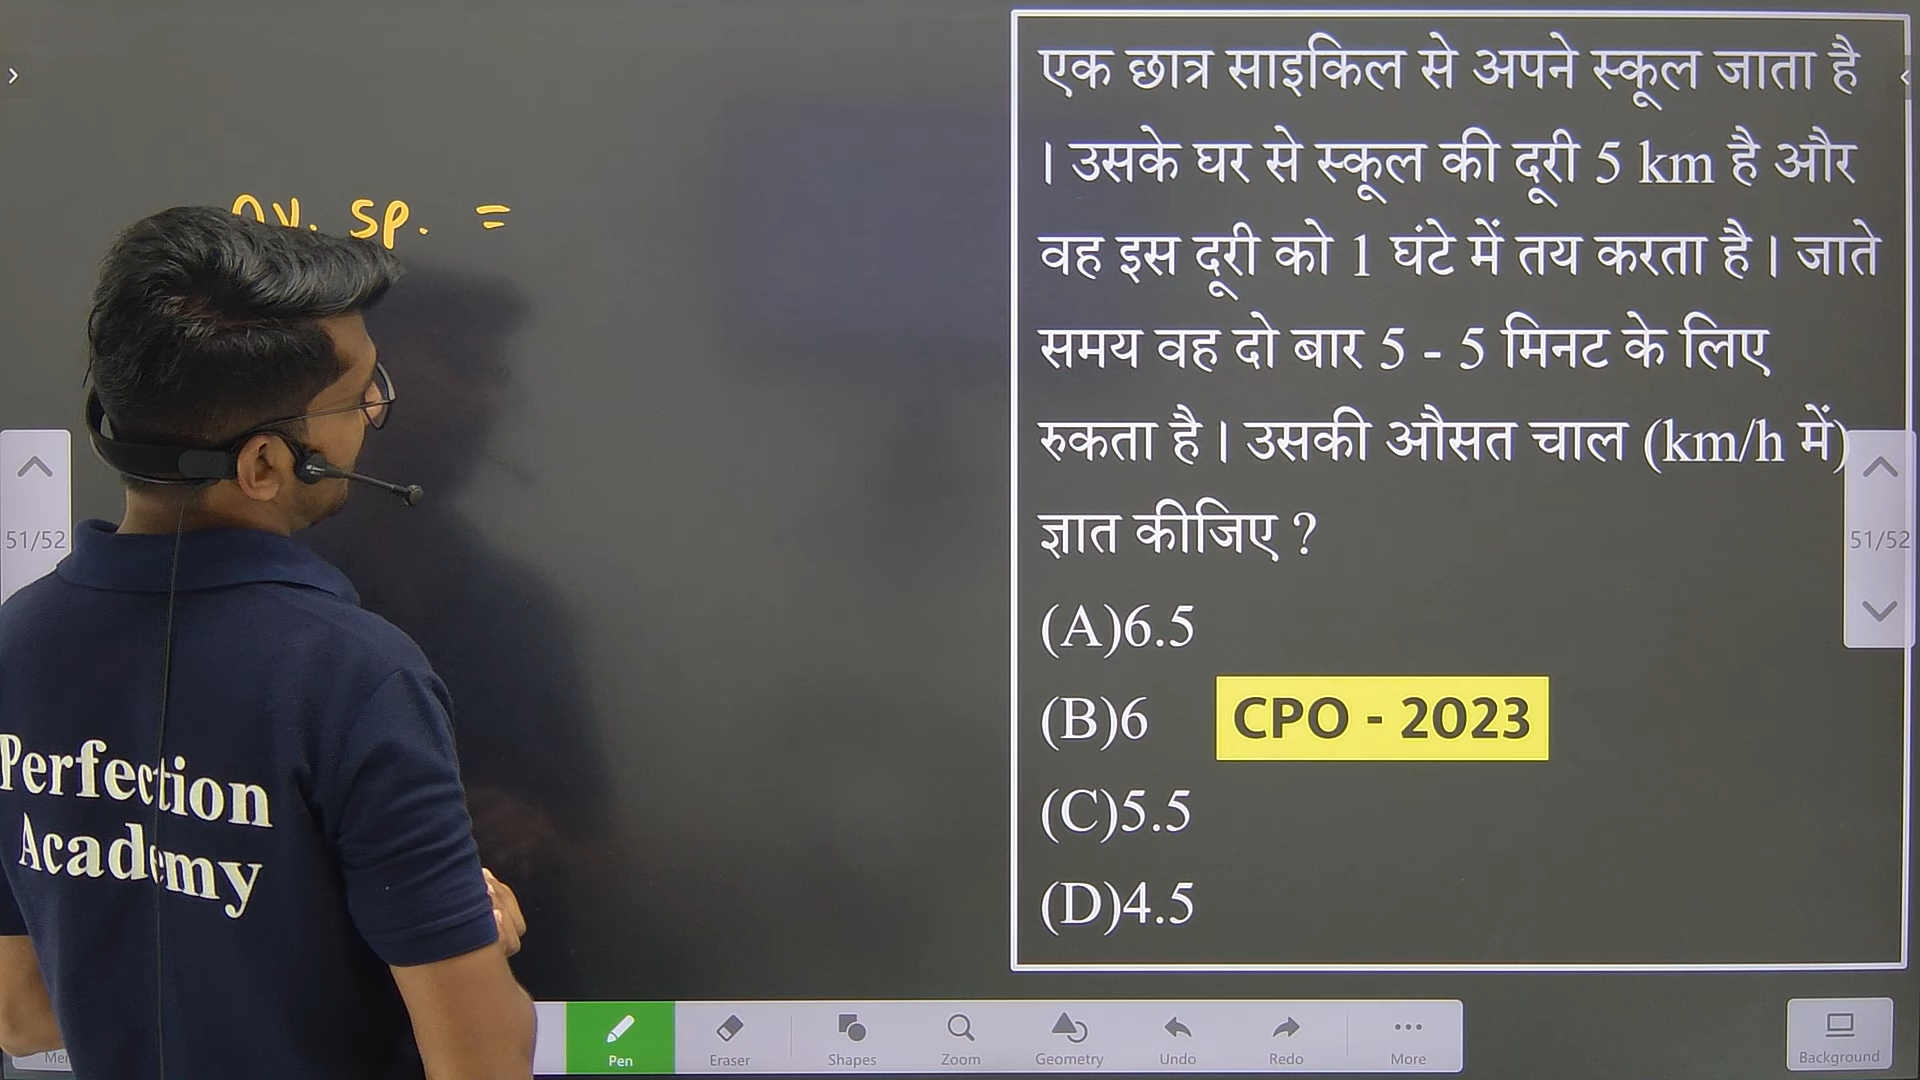 एक छात्र साइकिल से अपने स्कूल जाता है
। उसके घर से स्कूल की दूरी 5 km है और
वह इस दूरी को 1 घंटे में तय करता है । जाते
समय वह दो बार 5 - 5 मिनट के लिए
रुकता है । उसकी औसत चाल (km/h में)
ज्ञात कीजिए ?
(A)6.5
(B)6
CPO - 2023
(C)5.5
(D)4.5
av. sp. =
51/52
51/52
Perfection
Academy
Pen
Eraser
Shapes
Zoom
Geometry
Undo
Redo
More
Background